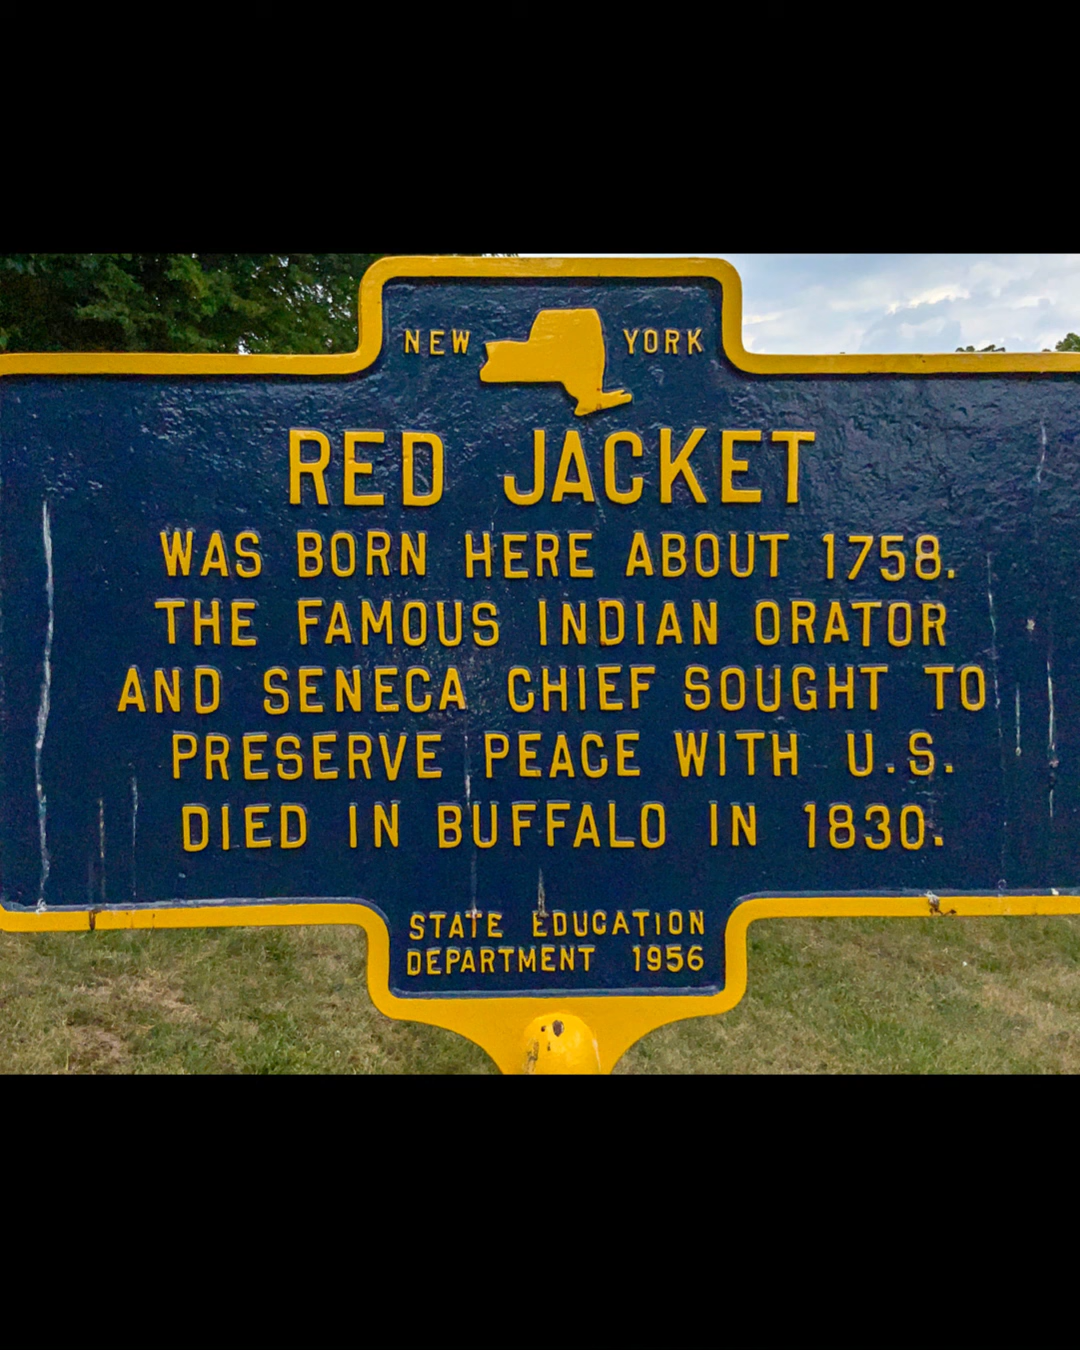 NEW YORK
RED JACKET
WAS BORN HERE ABOUT 1758.
THE FAMOUS INDIAN ORATOR
AND SENECA CHIEF SOUGHT TO
PRESERVE PEACE WITH U.S.
DIED IN BUFFALO IN 1830.
STATE EDUCATION
DEPARTMENT 1956